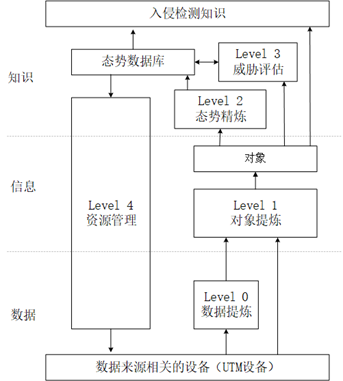 入侵检测知识
态势数据库
Level 3
威胁评估
知识
Level 2
态势精炼
对象
信息
Level 4
资源管理
Level 1
对象提炼
Level 0
数据提炼
数据
数据来源相关的设备（UTM设备）